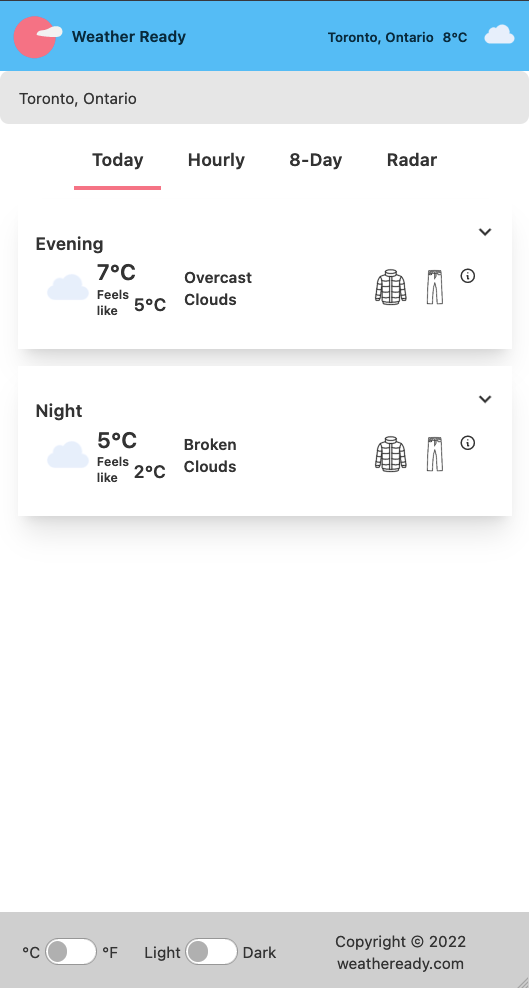 Weather Ready
Toronto, Ontario 8°C
Toronto, Ontario
Today Hourly 8-Day Radar
Evening
7°C
Feels like 5°C
Overcast Clouds
Night
5°C
Feels like 2°C
Broken Clouds
°C °F Light Dark
Copyright © 2022
weatheready.com